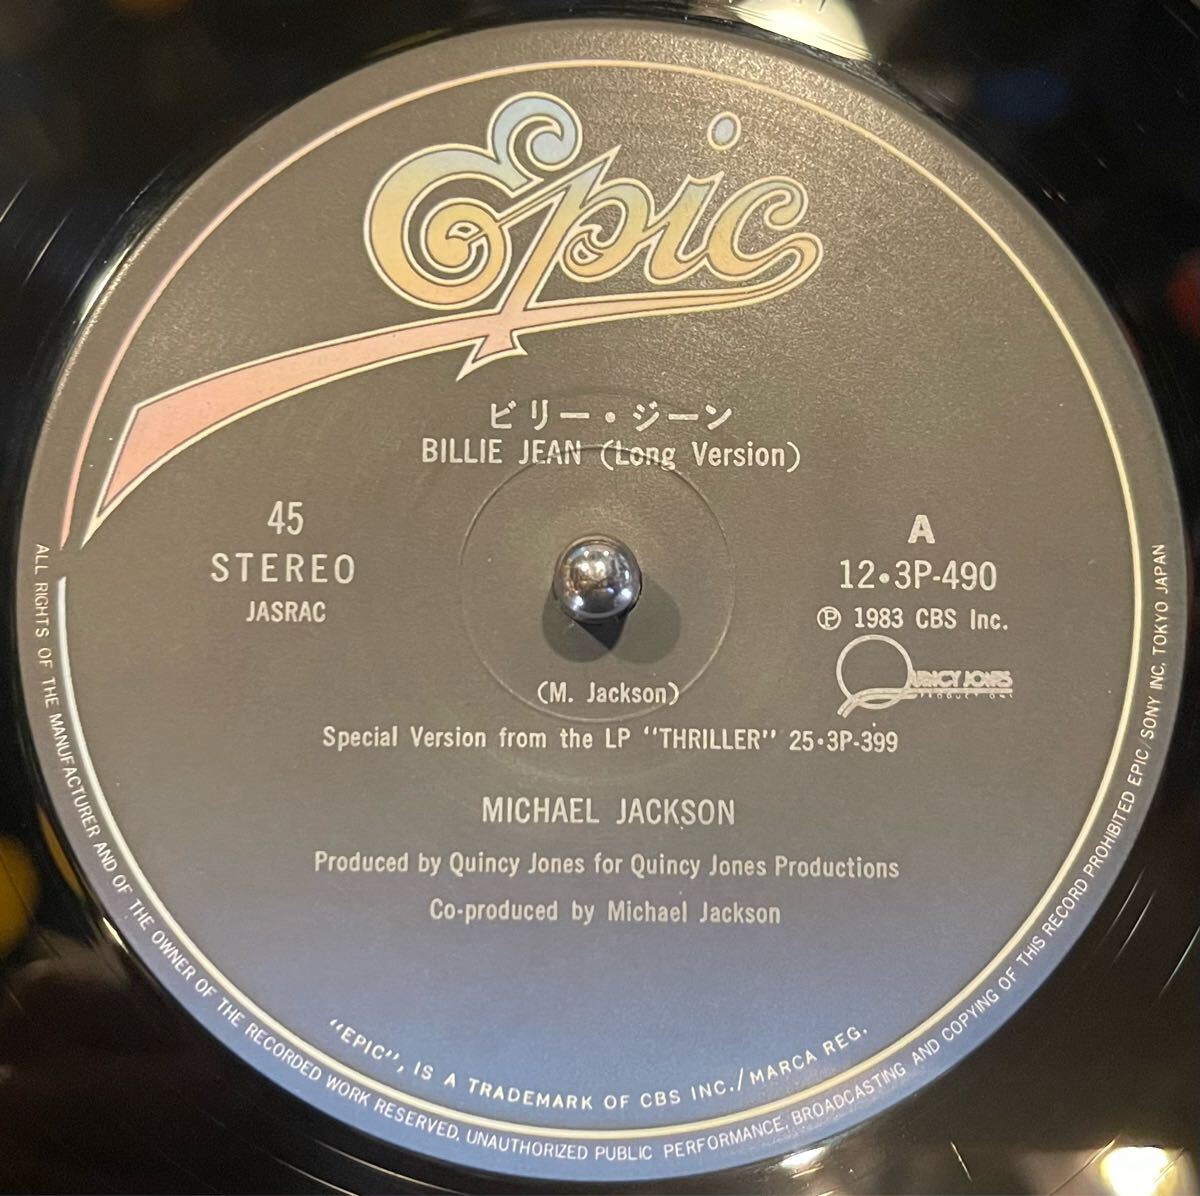 Epic
ビリー・ジーン
BILLIE JEAN (Long Version)
45
STEREO
JASRAC
A
12・3P-490
Ⓟ 1983 CBS Inc.
QUINCY JONES
PRODUCTIONS
(M. Jackson)
Special Version from the LP "THRILLER" 25・3P-399
MICHAEL JACKSON
Produced by Quincy Jones for Quincy Jones Productions
Co-produced by Michael Jackson
"EPIC", IS A TRADEMARK OF CBS INC./MARCA REG.
ALL RIGHTS OF THE MANUFACTURER AND OF THE OWNER OF THE RECORDED WORK RESERVED. UNAUTHORIZED PUBLIC PERFORMANCE, BROADCASTING AND COPYING OF THIS RECORD PROHIBITED EPIC/SONY INC. TOKYO JAPAN